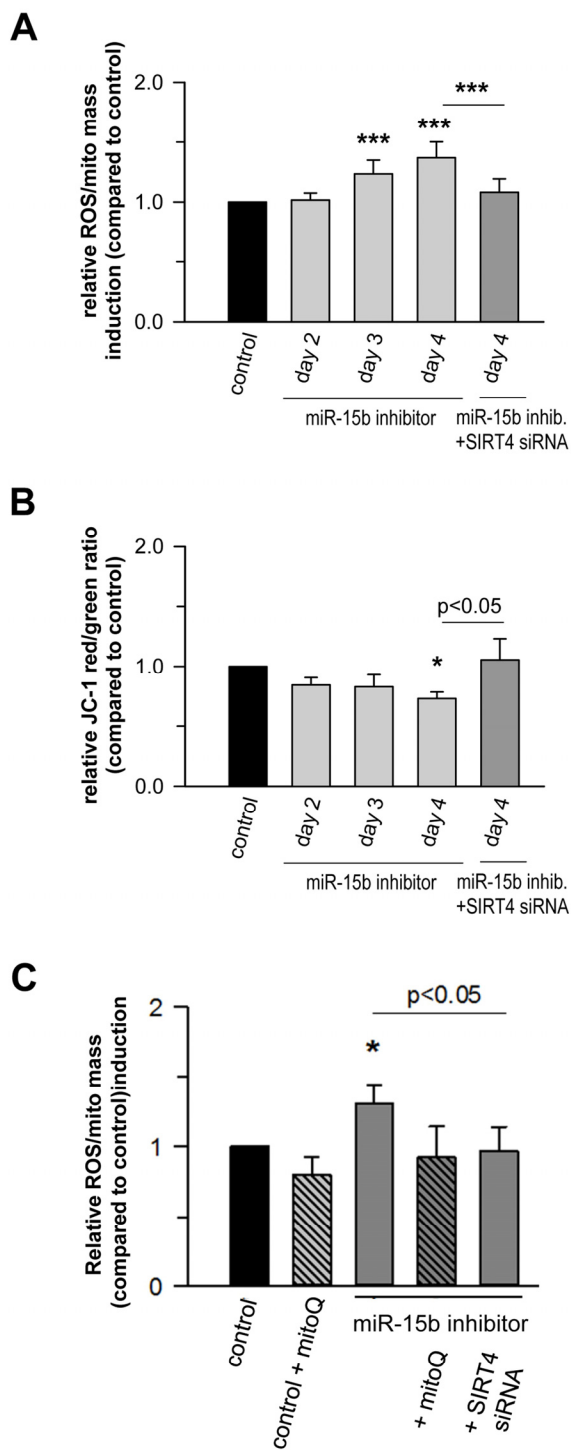 A
relative ROS/mito mass
induction (compared to control)
2.0
1.0
0.0
***
***
***
control
day 2
day 3
day 4
day 4
miR-15b inhibitor
miR-15b inhib.
+SIRT4 siRNA
B
relative JC-1 red/green ratio
(compared to control)
2.0
1.0
0.0
p<0.05
*
control
day 2
day 3
day 4
day 4
miR-15b inhibitor
miR-15b inhib.
+SIRT4 siRNA
C
Relative ROS/mito mass
(compared to control)induction
2
1
0
p<0.05
*
control
control + mitoQ
miR-15b inhibitor
+ mitoQ
+ SIRT4
siRNA